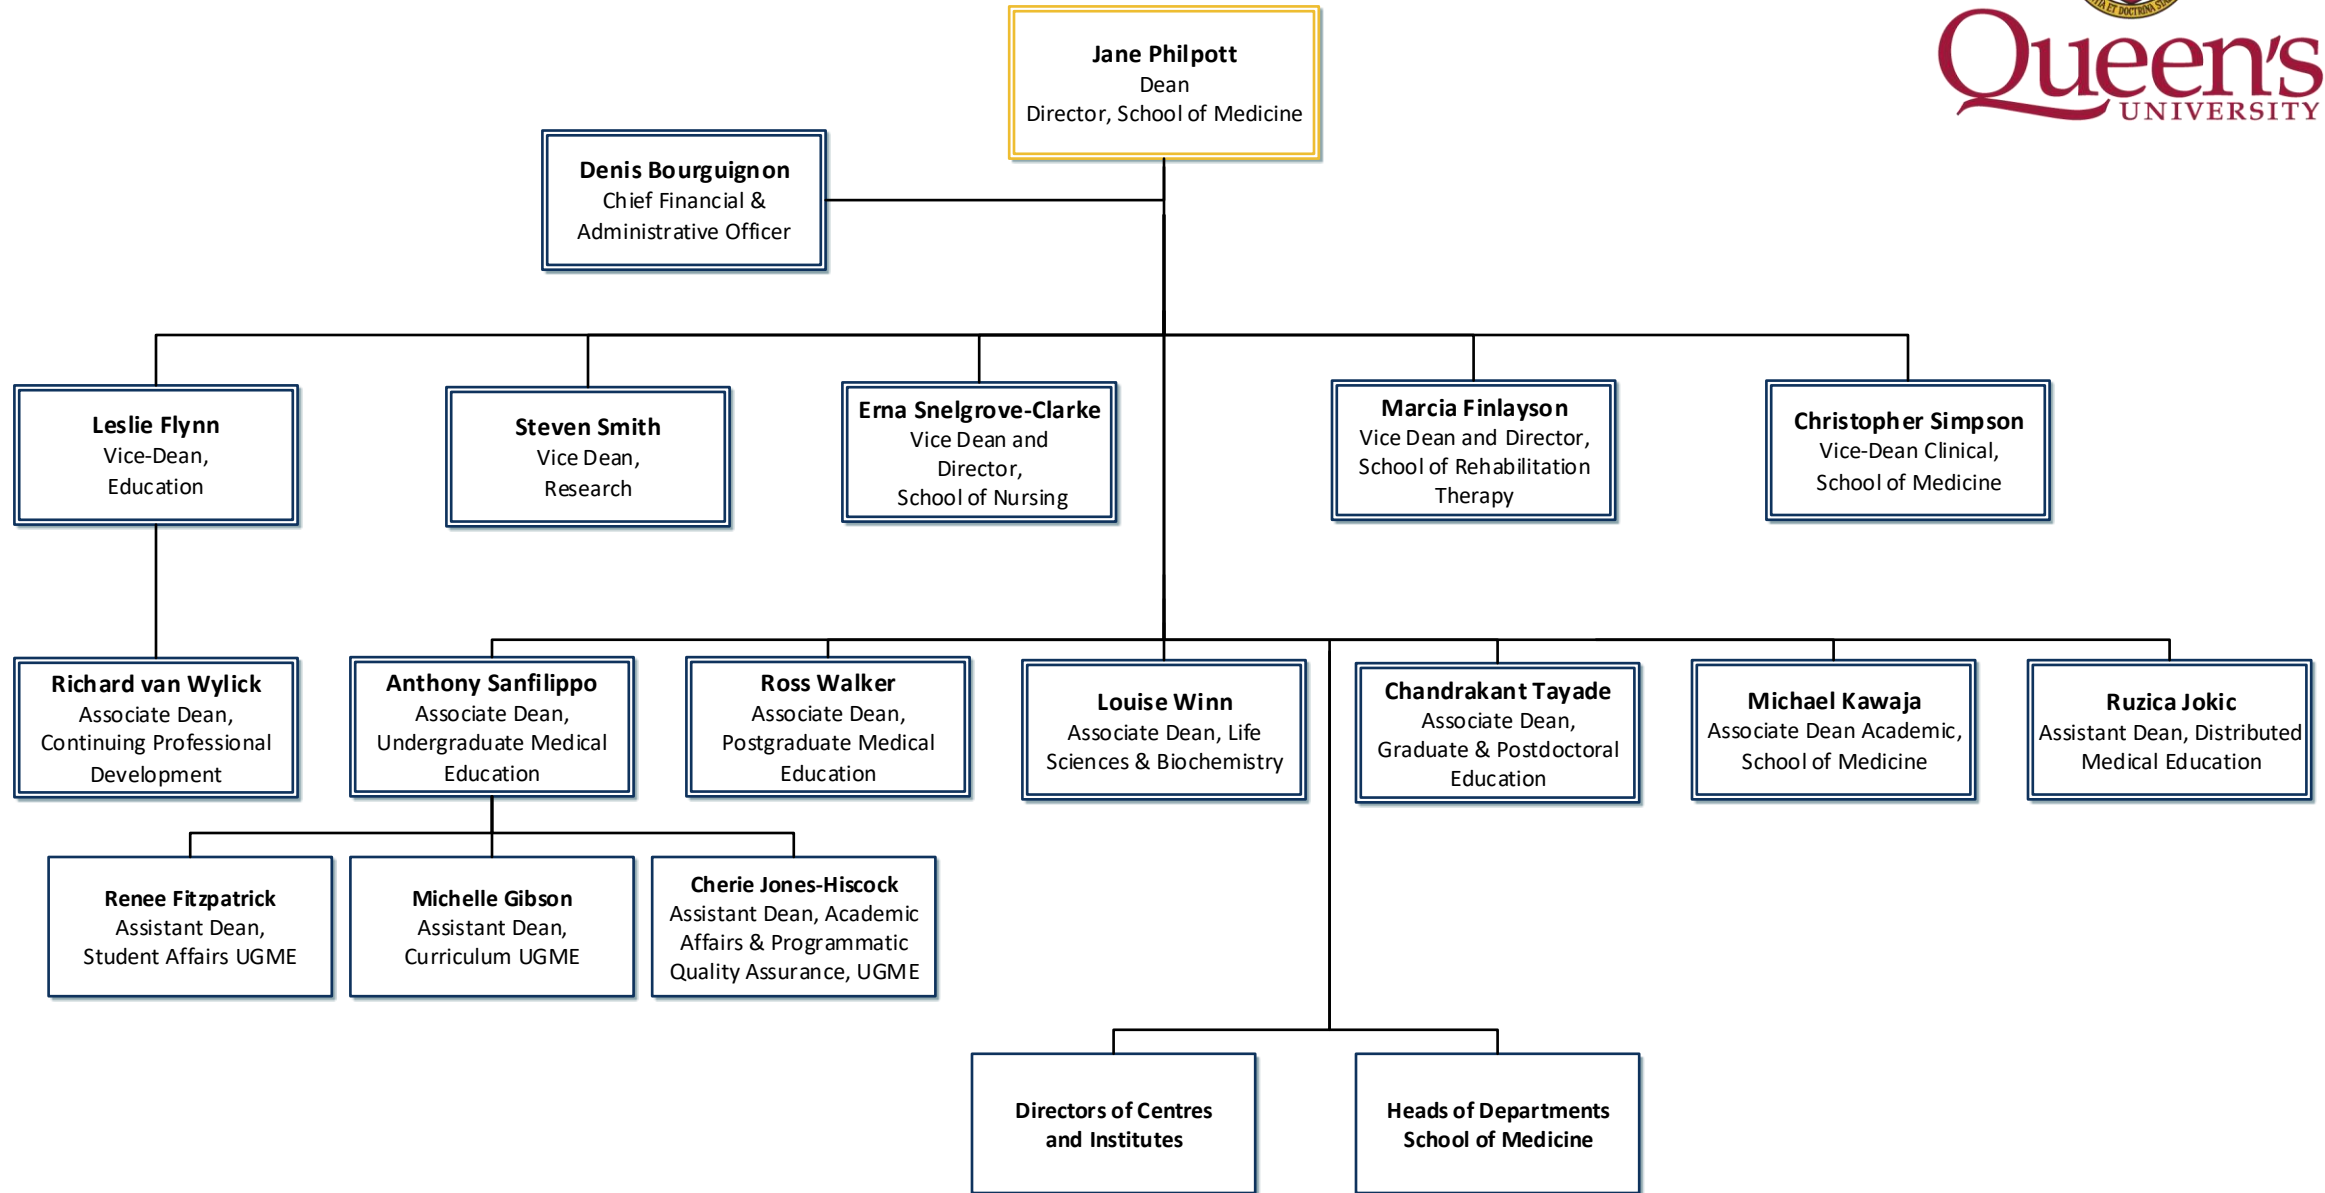 Jane Philpott
Dean
Director, School of Medicine
Queen's
UNIVERSITY
Denis Bourguignon
Chief Financial &
Administrative Officer
Leslie Flynn
Vice-Dean,
Education
Steven Smith
Vice Dean,
Research
Erna Snelgrove-Clarke
Vice Dean and
Director,
School of Nursing
Marcia Finlayson
Vice Dean and Director,
School of Rehabilitation
Therapy
Christopher Simpson
Vice-Dean Clinical,
School of Medicine
Richard van Wylick
Associate Dean,
Continuing Professional
Development
Anthony Sanfilippo
Associate Dean,
Undergraduate Medical
Education
Ross Walker
Associate Dean,
Postgraduate Medical
Education
Louise Winn
Associate Dean, Life
Sciences & Biochemistry
Chandrakant Tayade
Associate Dean,
Graduate & Postdoctoral
Education
Michael Kawaja
Associate Dean Academic,
School of Medicine
Ruzica Jokic
Assistant Dean, Distributed
Medical Education
Renee Fitzpatrick
Assistant Dean,
Student Affairs UGME
Michelle Gibson
Assistant Dean,
Curriculum UGME
Cherie Jones-Hiscock
Assistant Dean, Academic
Affairs & Programmatic
Quality Assurance, UGME
Directors of Centres
and Institutes
Heads of Departments
School of Medicine